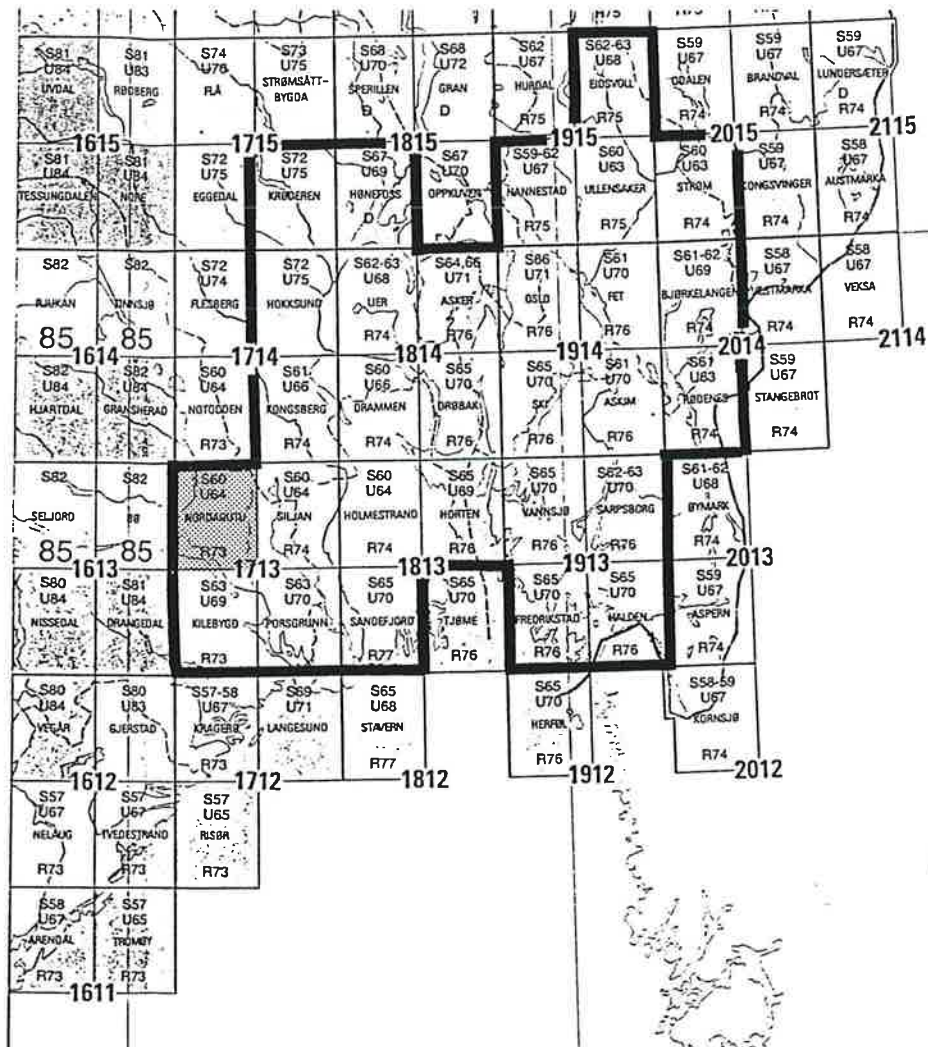 R75 R74 R75
S81 S81 S74 S73 S68 S68 S62 S62-63 S59 S59 S59
U84 U83 U76 U75 U70 U72 U67 U68 U67 U67 U67
UVDAL RØDBERG FLÅ STRØMSÅTT- SPERILLEN GRAN HURDAL EIDSVOLL ODALEN BRANDVAL LUNDERSÆTER
BYGDA
D D D
R75 R75 R74 R74 R74
1615 1715 1815 1915 2015 2115
S81 S81 S72 S72 S67 S67 S59-62 S60 S60 S59 S58
U84 U84 U75 U75 U69 U70 U67 U63 U63 U67 U67
TESSUNGDALEN NORE EGGEDAL KRØDEREN HØNEFOSS OPPKUVEN NANNESTAD ULLENSAKER STRØM KONGSVINGER AUSTMARKA
D
R75 R75 R74 R74 R74
S82 S82 S72 S72 S62-63 S64,66 S66 S61 S61-62 S58 S58
U74 U75 U68 U71 U71 U70 U69 U67 U67
RJUKAN TINNSJØ FLESBERG HOKKSUND LIER ASKER OSLO FET BJØRKELANGEN VESTMARKA VEKSA
85 85 R74 R76 R76 R76 R74 R74 R74
1614 1714 1814 1914 2014 2114
S82 S82 S60 S61 S60 S65 S65 S61 S61 S59
U84 U84 U64 U66 U66 U70 U70 U70 U63 U67
HJARTDAL GRANSHERAD NOTODDEN KONGSBERG DRAMMEN DRØBAK SKI ASKIM RØDENES STANGEBROT
R73 R74 R74 R76 R76 R76 R74 R74
S82 S82 S60 S60 S60 S65 S65 S62-63 S61-62
U64 U64 U64 U69 U70 U70 U68
SELJORD BØ NORDAGUTU SILJAN HOLMESTRAND HORTEN VANNSJØ SARPSBORG ØYMARK
85 85 R73 R74 R74 R76 R76 R76 R74
1613 1713 1813 1913 2013
S80 S81 S63 S63 S65 S65 S65 S65 S59
U84 U84 U69 U70 U70 U70 U70 U70 U67
NISSEDAL DRANGEDAL KILEBYGD PORSGRUNN SANDEFJORD TJØME FREDRIKSTAD HALDEN ASPERN
R73 R77 R76 R76 R76 R74
S80 S80 S57-58 S69 S65 S65 S58-59
U84 U83 U67 U71 U68 U70 U67
VEGÅR GJERSTAD KRAGERØ LANGESUND STAVERN HERFØL KORNSJØ
R73 R77 R76 R74
1612 1712 1812 1912 2012
S57 S57 S57
U67 U67 U65
NELAUG TVEDESTRAND RISØR
R73 R73 R73
S58 S57
U67 U65
ARENDAL TROMØY
R73 R73
1611